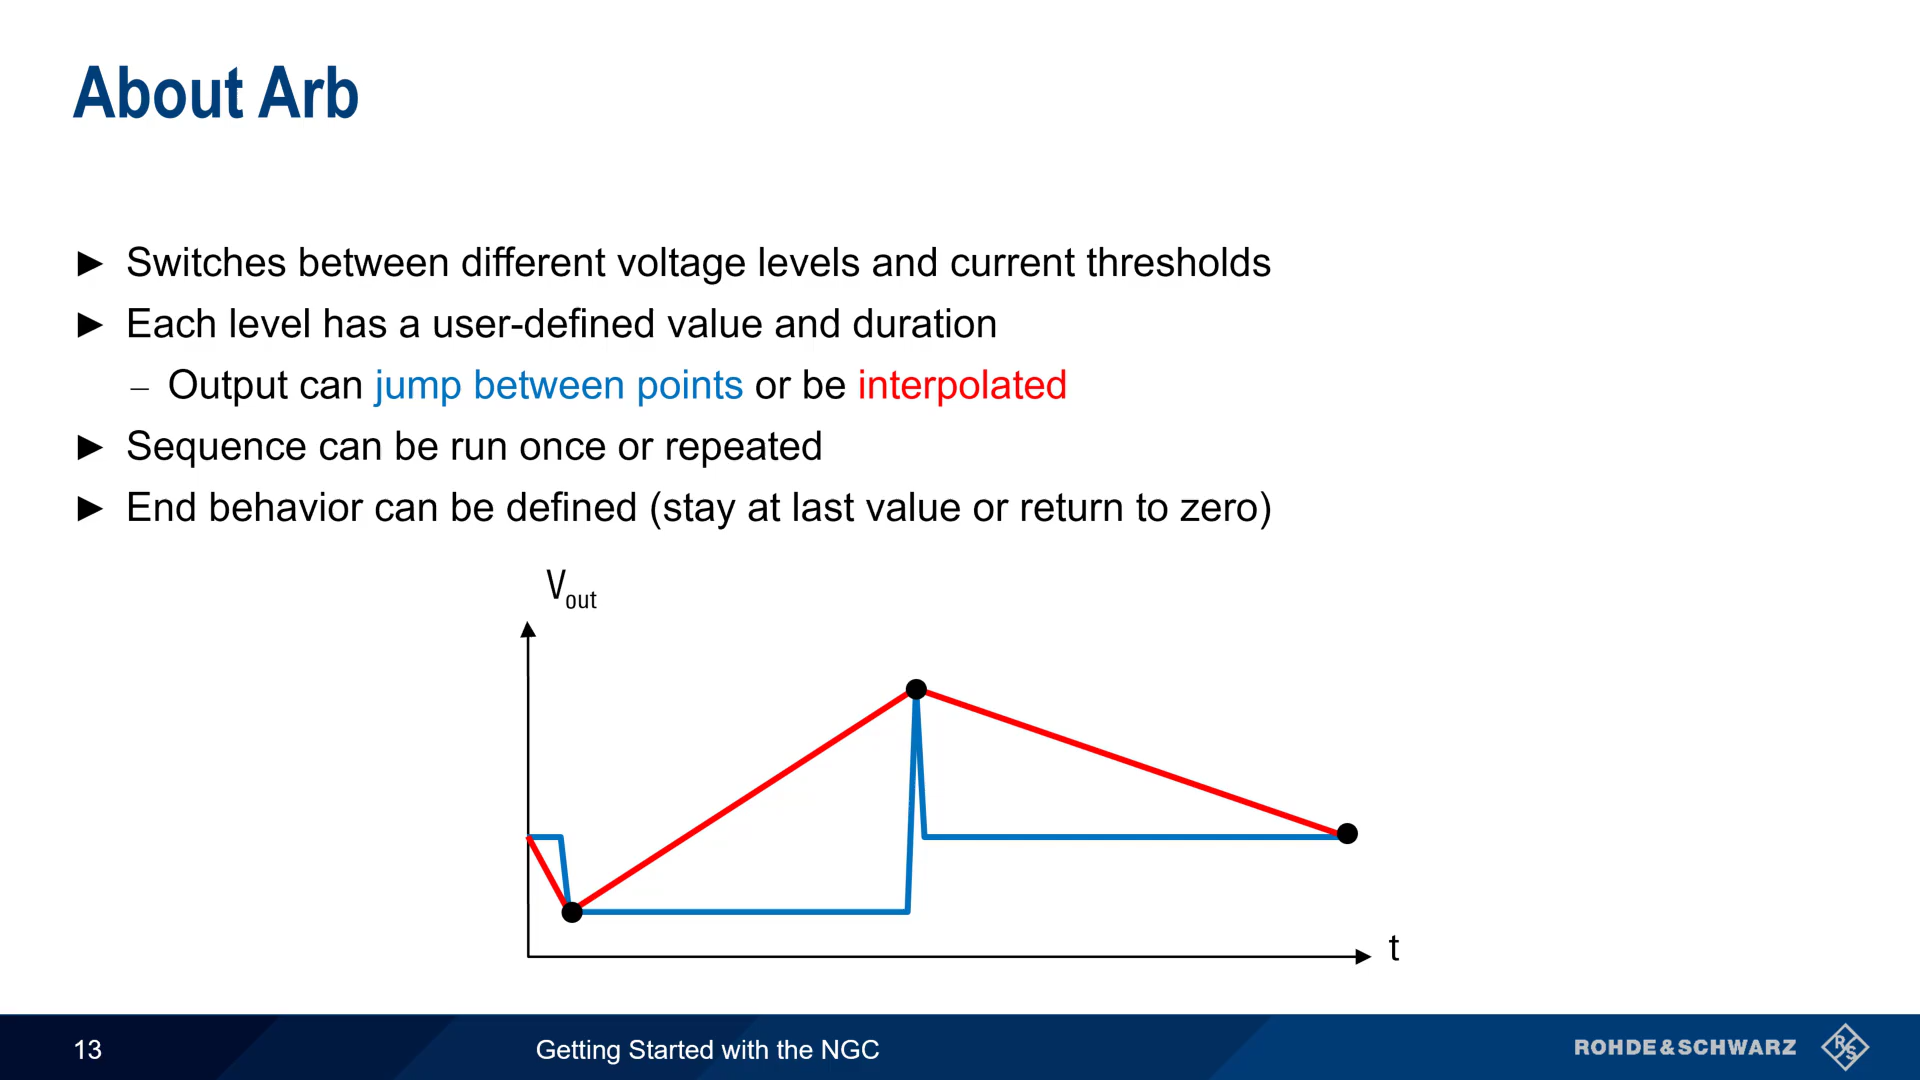 About Arb
► Switches between different voltage levels and current thresholds
► Each level has a user-defined value and duration
– Output can jump between points or be interpolated
► Sequence can be run once or repeated
► End behavior can be defined (stay at last value or return to zero)
Vout
t
13
Getting Started with the NGC
ROHDE&SCHWARZ
R&S